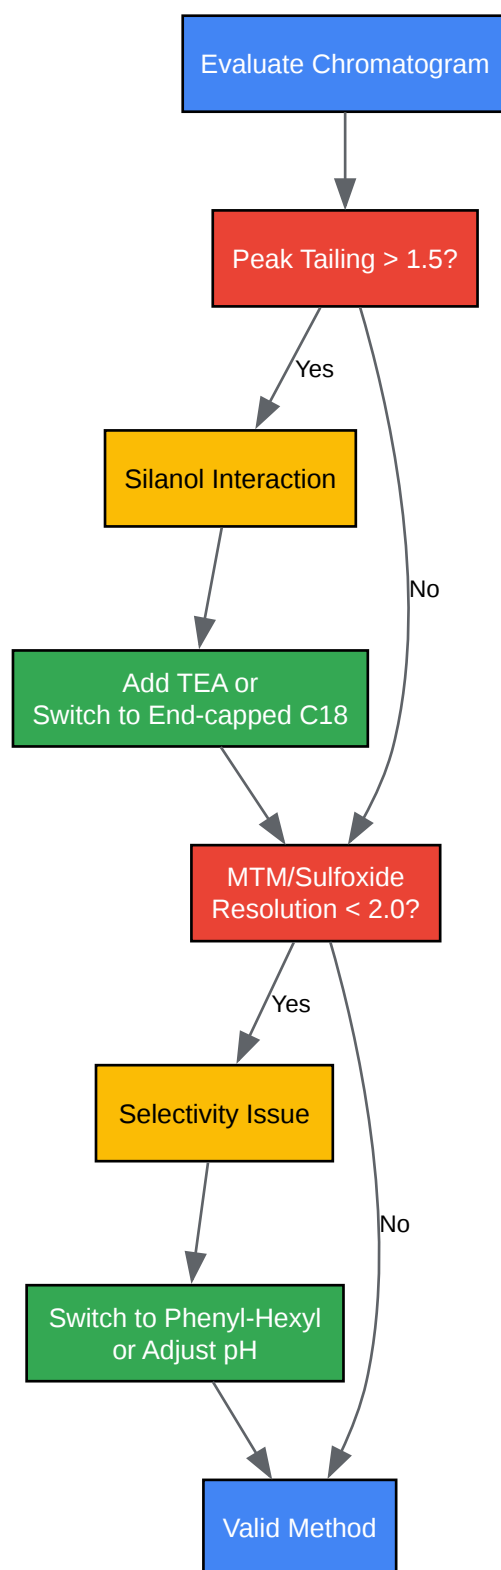 Evaluate Chromatogram
Peak Tailing > 1.5?
Yes
Silanol Interaction
No
Add TEA or
Switch to End-capped C18
MTM/Sulfoxide
Resolution < 2.0?
Yes
Selectivity Issue
No
Switch to Phenyl-Hexyl
or Adjust pH
Valid Method